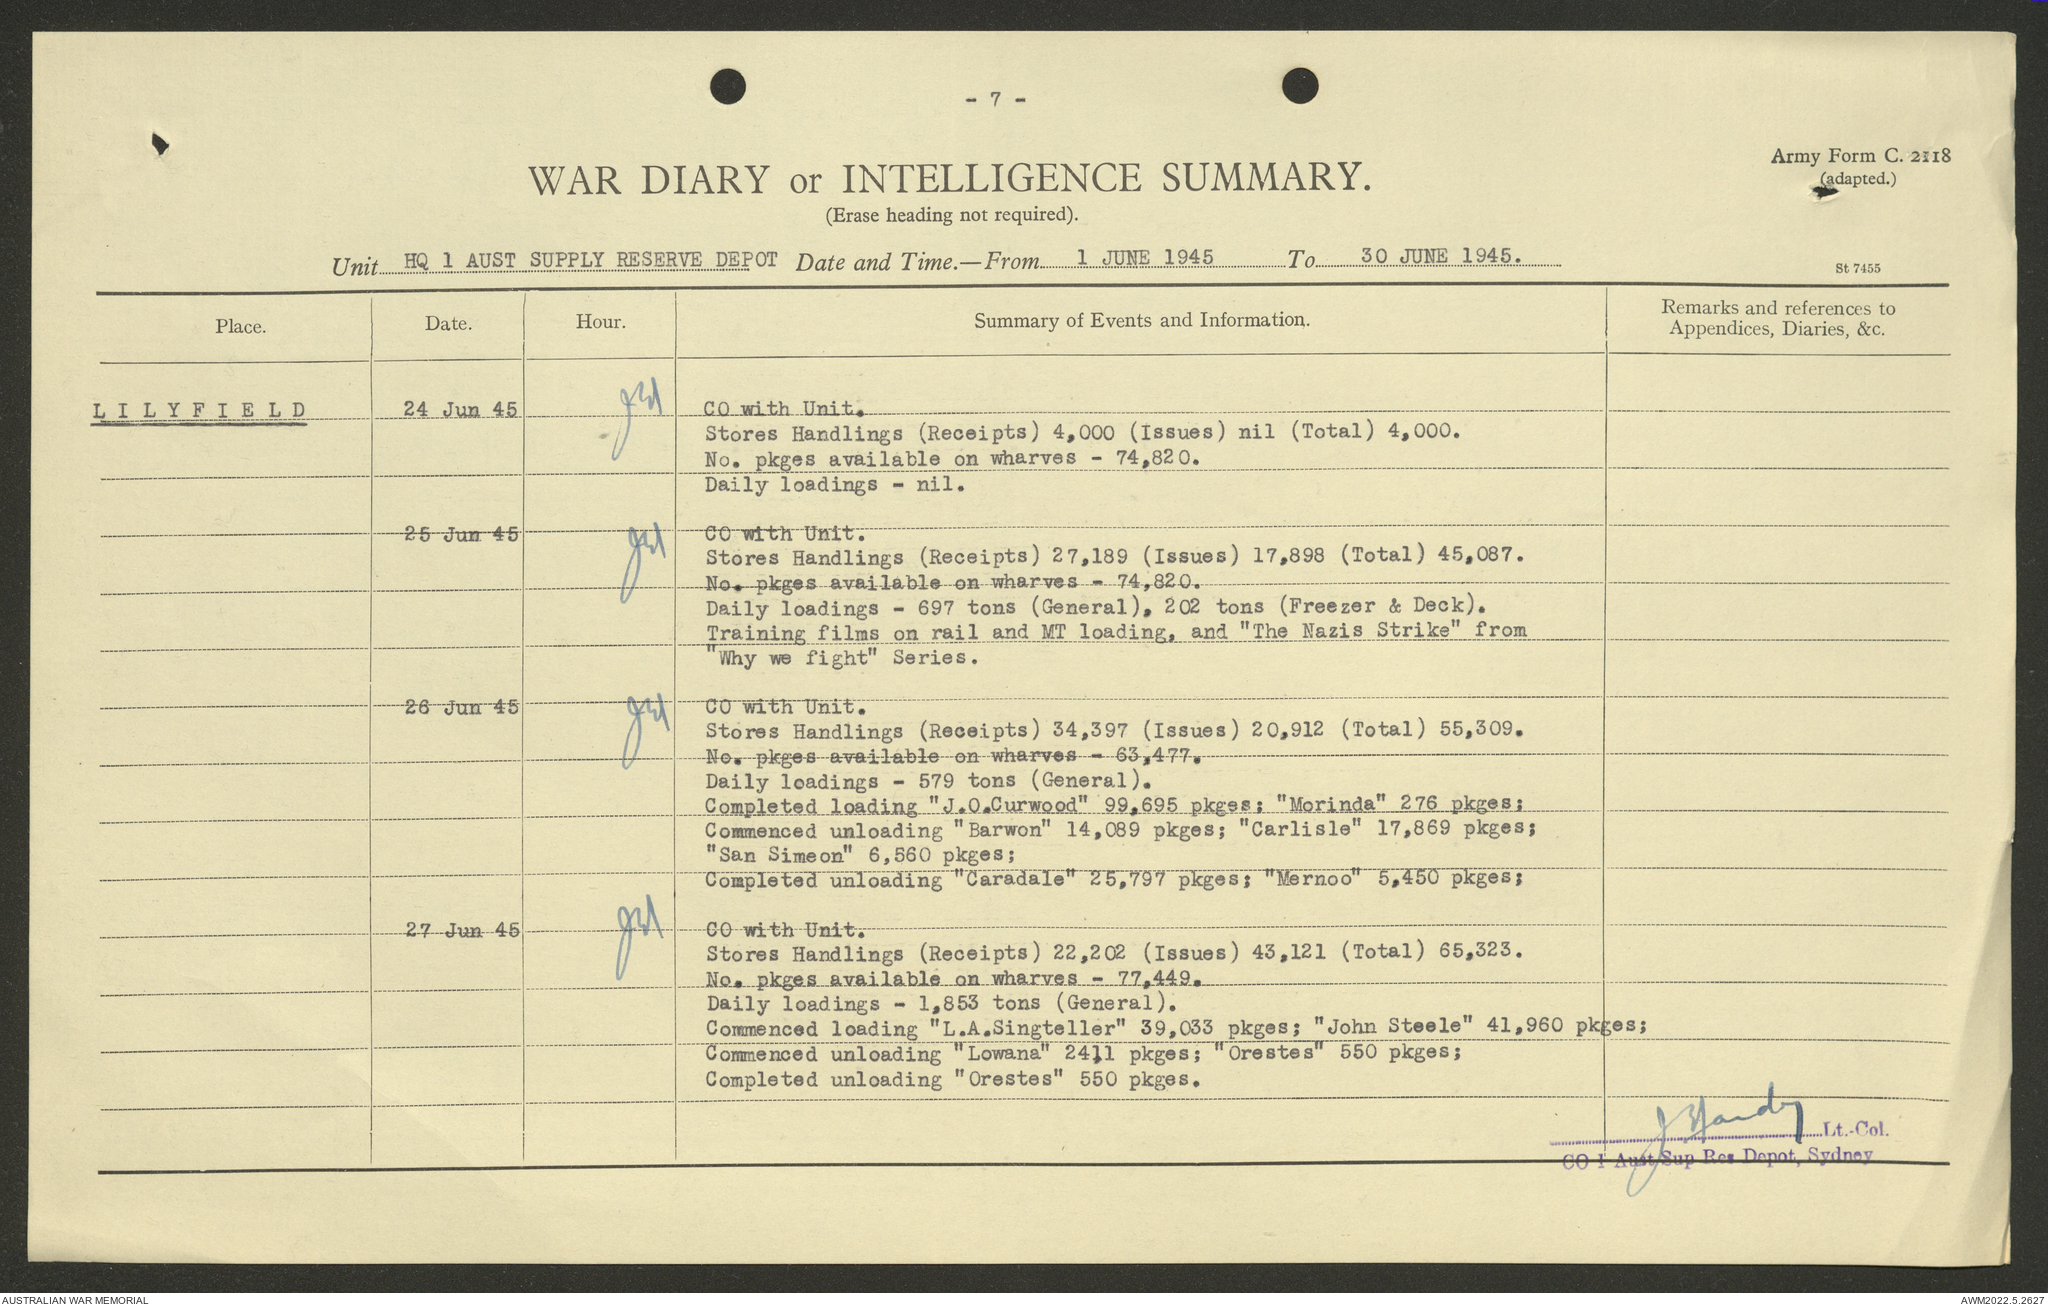 - 7 -
Army Form C. 2118
(adapted.)
WAR DIARY or INTELLIGENCE SUMMARY.
(Erase heading not required).
Unit HQ 1 AUST SUPPLY RESERVE DEPOT Date and Time.—From 1 JUNE 1945 To 30 JUNE 1945.
St 7455
Place. Date. Hour. Summary of Events and Information. Remarks and references to
Appendices, Diaries, &c.
LILYFIELD 24 Jun 45 CO with Unit.
Stores Handlings (Receipts) 4,000 (Issues) nil (Total) 4,000.
No. pkges available on wharves - 74,820.
Daily loadings - nil.
25 Jun 45 CO with Unit.
Stores Handlings (Receipts) 27,189 (Issues) 17,898 (Total) 45,087.
No. pkges available on wharves - 74,820.
Daily loadings - 697 tons (General), 202 tons (Freezer & Deck).
Training films on rail and MT loading, and "The Nazis Strike" from
"Why we fight" Series.
26 Jun 45 CO with Unit.
Stores Handlings (Receipts) 34,397 (Issues) 20,912 (Total) 55,309.
No. pkges available on wharves - 63,477.
Daily loadings - 579 tons (General).
Completed loading "J.O.Curwood" 99,695 pkges; "Morinda" 276 pkges;
Commenced unloading "Barwon" 14,089 pkges; "Carlisle" 17,869 pkges;
"San Simeon" 6,560 pkges;
Completed unloading "Caradale" 25,797 pkges; "Mernoo" 5,450 pkges;
27 Jun 45 CO with Unit.
Stores Handlings (Receipts) 22,202 (Issues) 43,121 (Total) 65,323.
No. pkges available on wharves - 77,449.
Daily loadings - 1,853 tons (General).
Commenced loading "L.A.Singteller" 39,033 pkges; "John Steele" 41,960 pkges;
Commenced unloading "Lowana" 2411 pkges; "Orestes" 550 pkges;
Completed unloading "Orestes" 550 pkges.
Lt.-Col.
CO 1 Aust Sup Res Depot, Sydney
AUSTRALIAN WAR MEMORIAL
AWM2022.5.2627